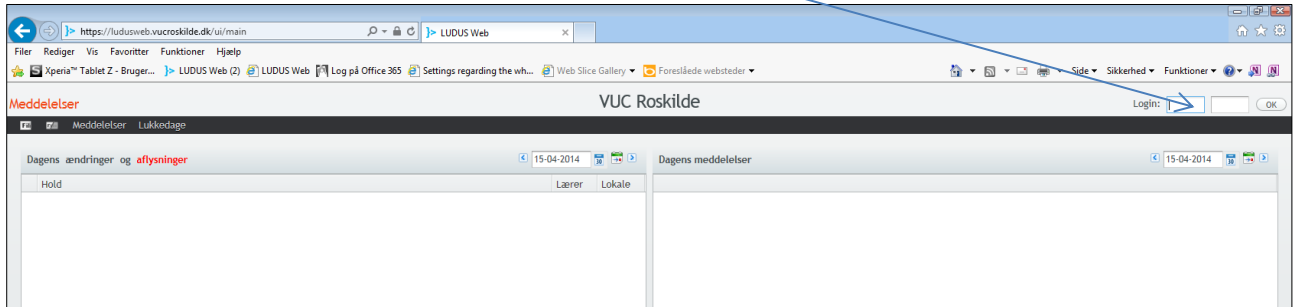 https://ludusweb.vucroskilde.dk/ui/main
LUDUS Web
Filer Rediger Vis Favoritter Funktioner Hjælp
Xperia™ Tablet Z - Bruger... LUDUS Web (2) LUDUS Web Log på Office 365 Settings regarding the wh... Web Slice Gallery Foreslåede websteder Side Sikkerhed Funktioner
Meddelelser VUC Roskilde Login: OK
Meddelelser Lukkedage
Dagens ændringer og aflysninger 15-04-2014 Dagens meddelelser 15-04-2014
Hold Lærer Lokale